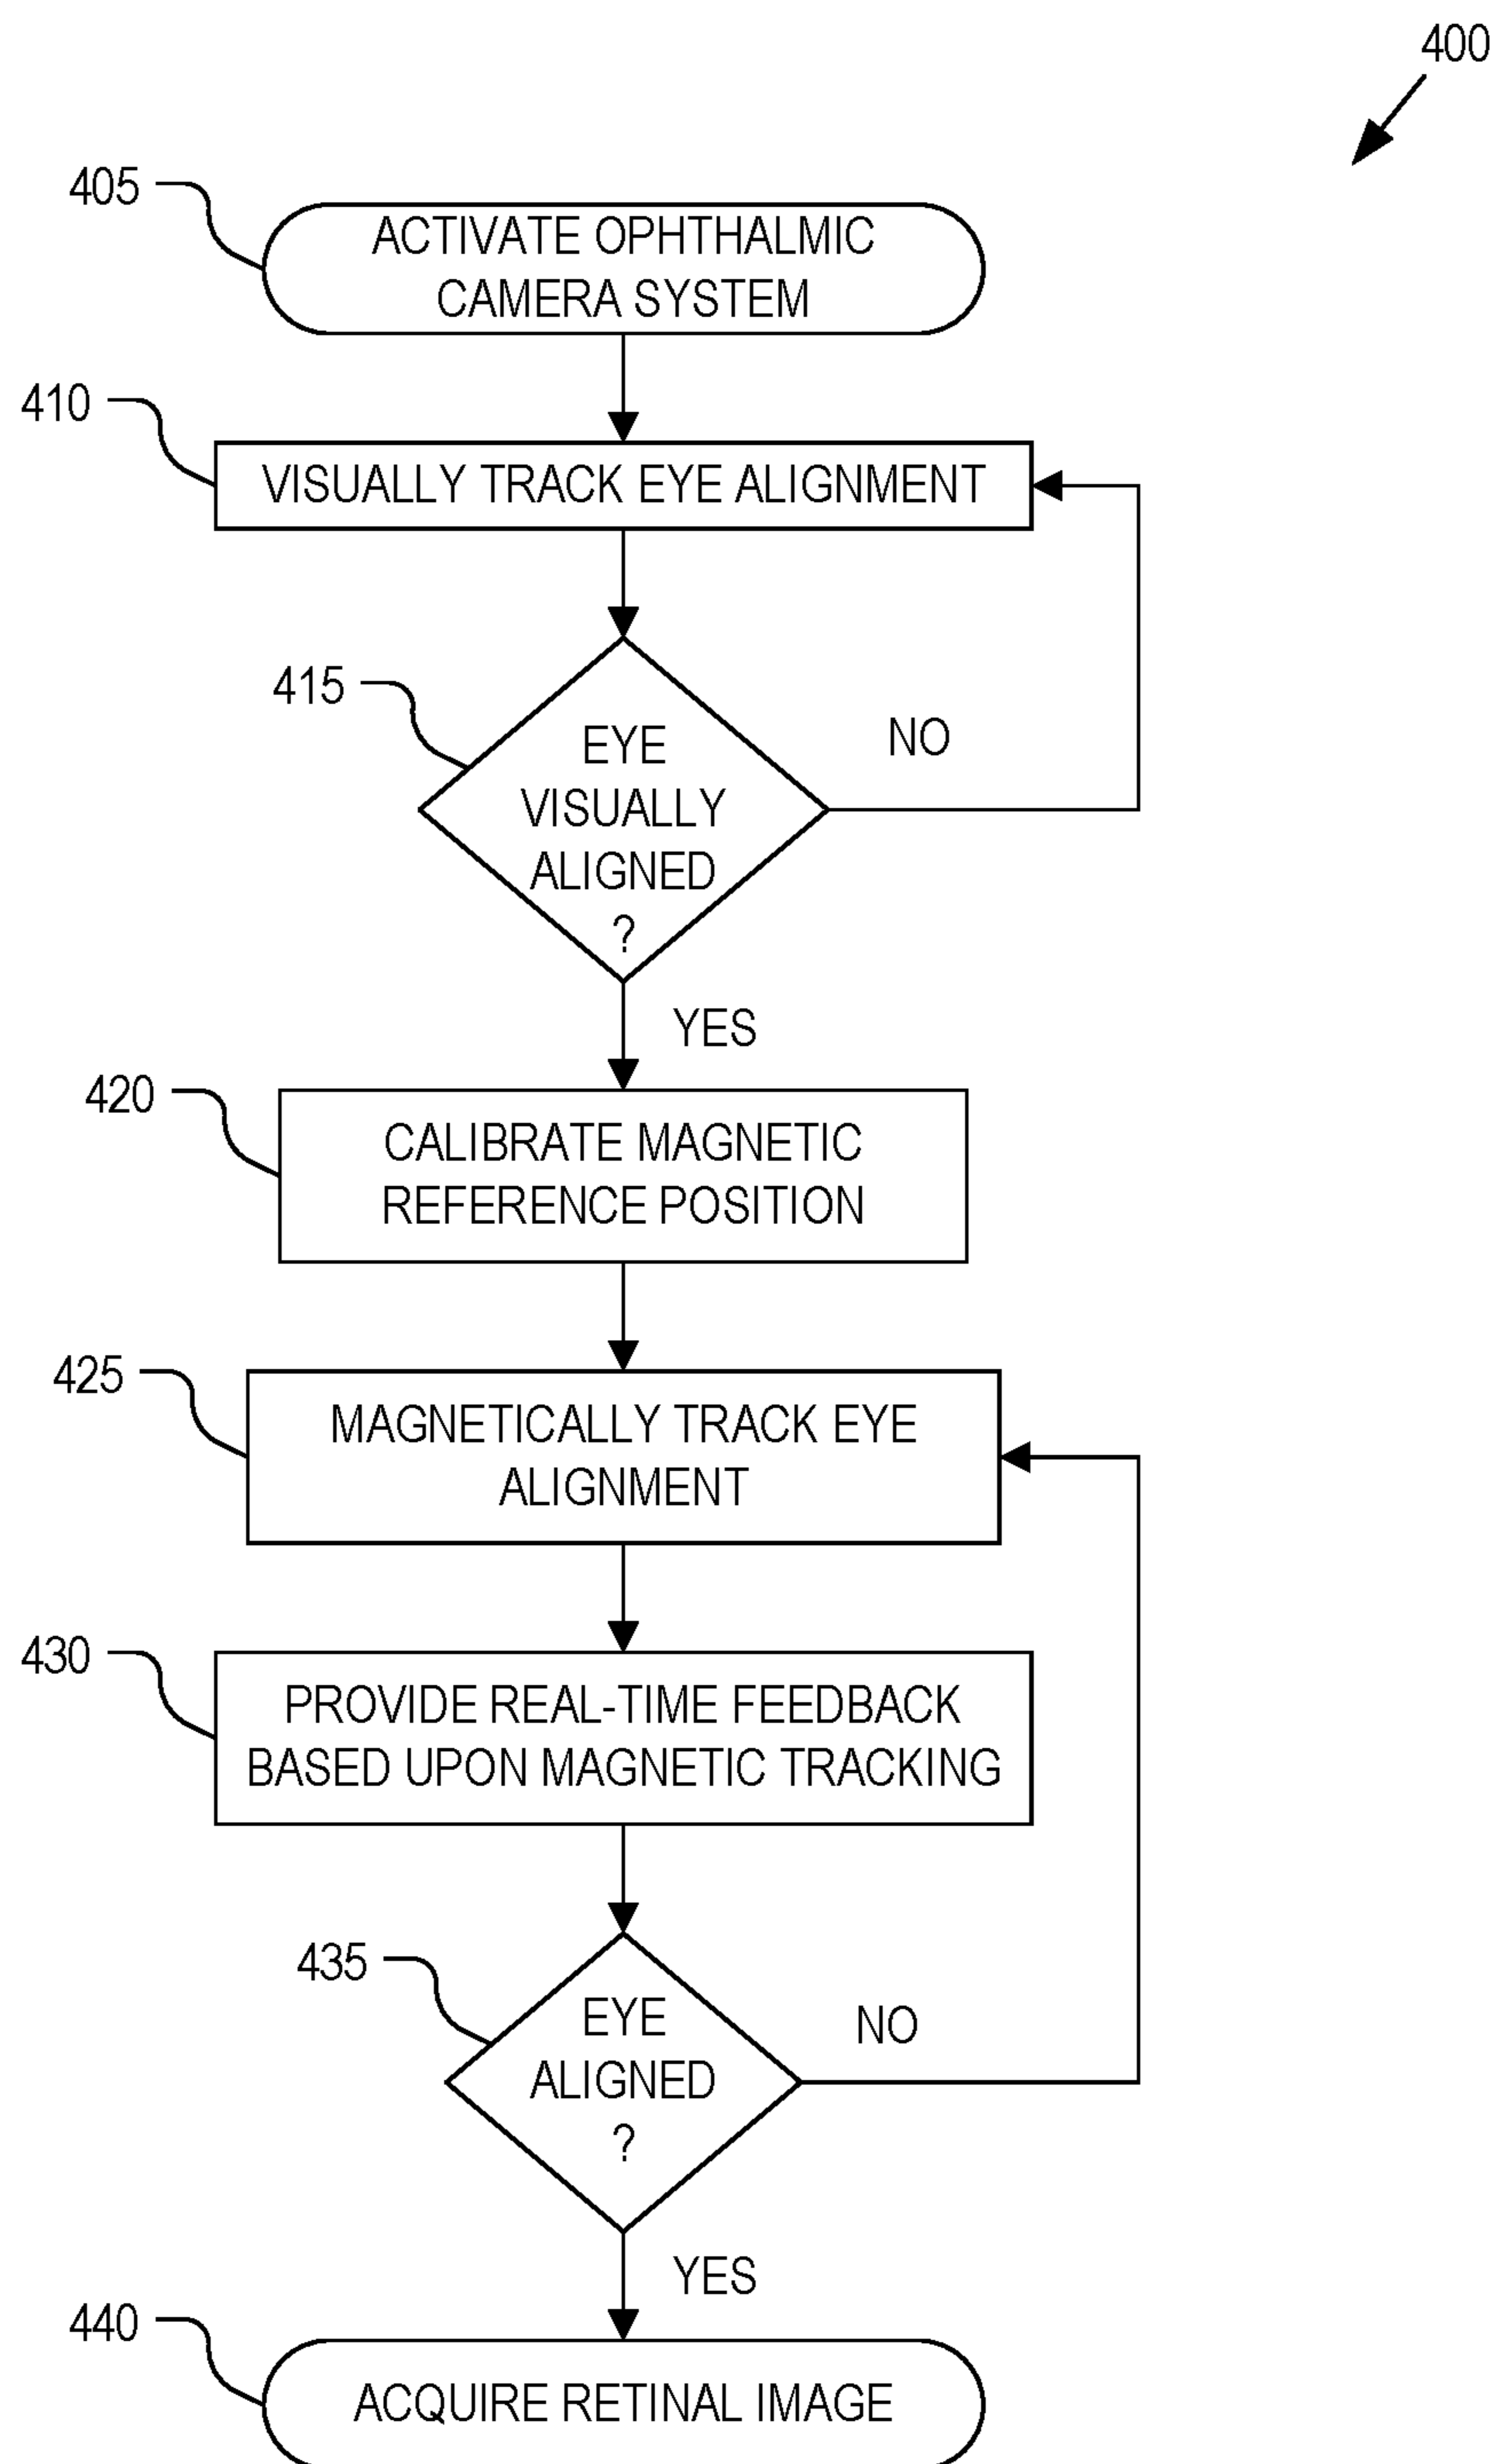 400
405
ACTIVATE OPHTHALMIC
CAMERA SYSTEM
410
VISUALLY TRACK EYE ALIGNMENT
415
EYE
VISUALLY
ALIGNED
?
NO
YES
420
CALIBRATE MAGNETIC
REFERENCE POSITION
425
MAGNETICALLY TRACK EYE
ALIGNMENT
430
PROVIDE REAL-TIME FEEDBACK
BASED UPON MAGNETIC TRACKING
435
EYE
ALIGNED
?
NO
YES
440
ACQUIRE RETINAL IMAGE